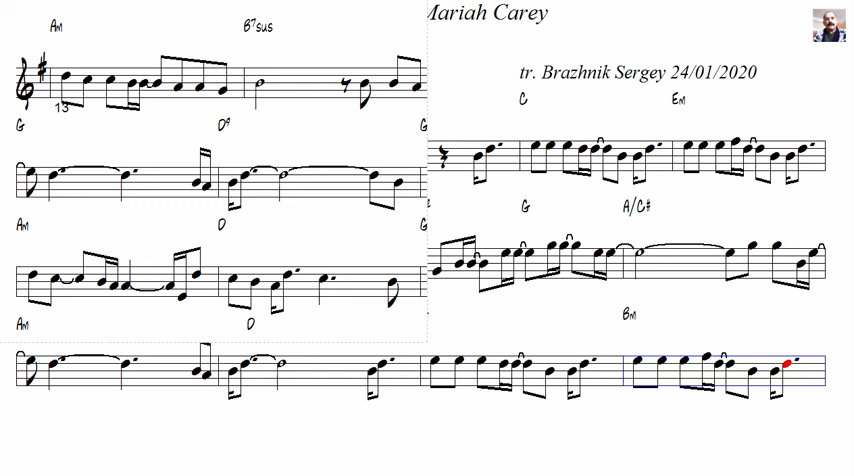 Mariah Carey
tr. Brazhnik Sergey 24/01/2020
Am B7sus
13
C Em
G D9 G
G A/C#
Am D G
Am D Bm